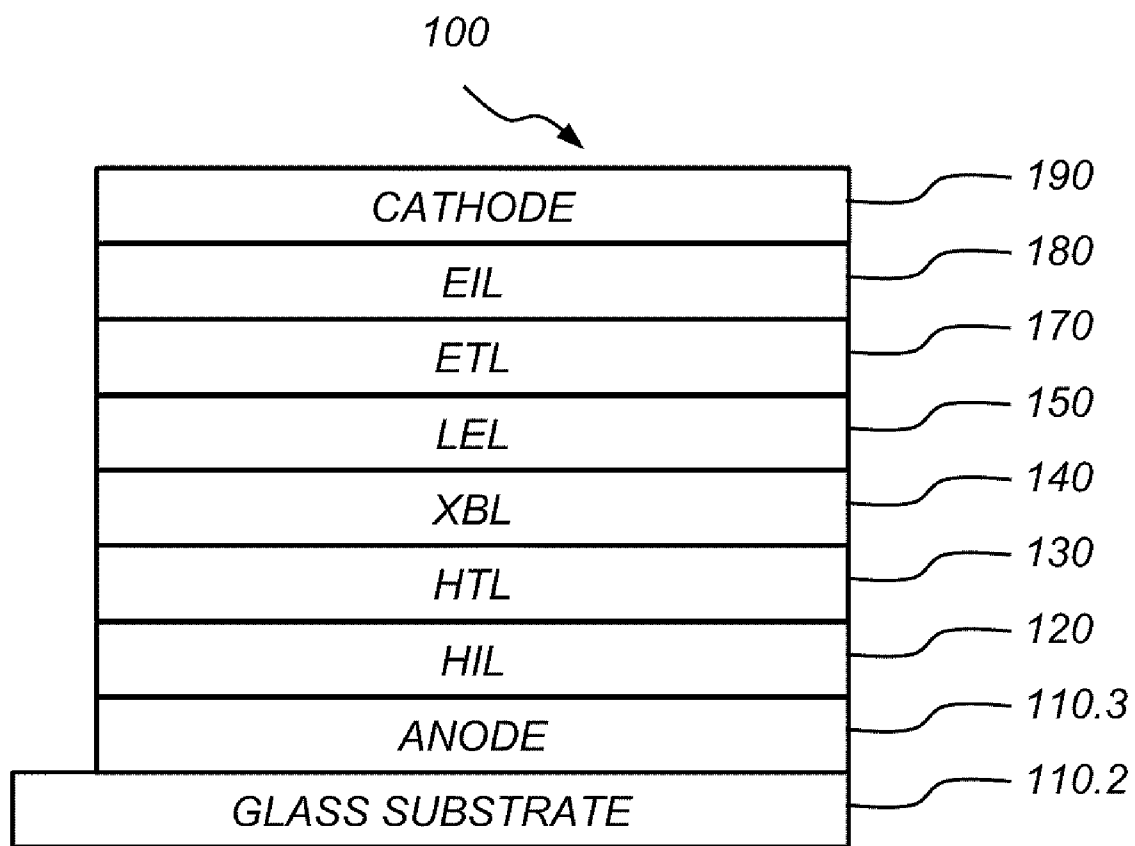 100
CATHODE 190
EIL 180
ETL 170
LEL 150
XBL 140
HTL 130
HIL 120
ANODE 110.3
GLASS SUBSTRATE 110.2